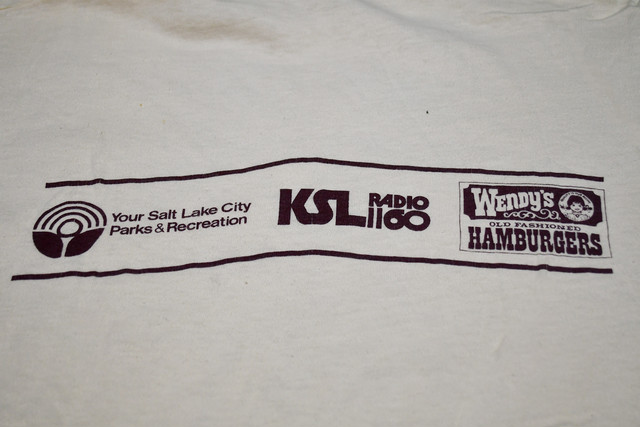 Your Salt Lake City
Parks & Recreation
KSL RADIO
1160
WENDY'S
OLD FASHIONED
HAMBURGERS